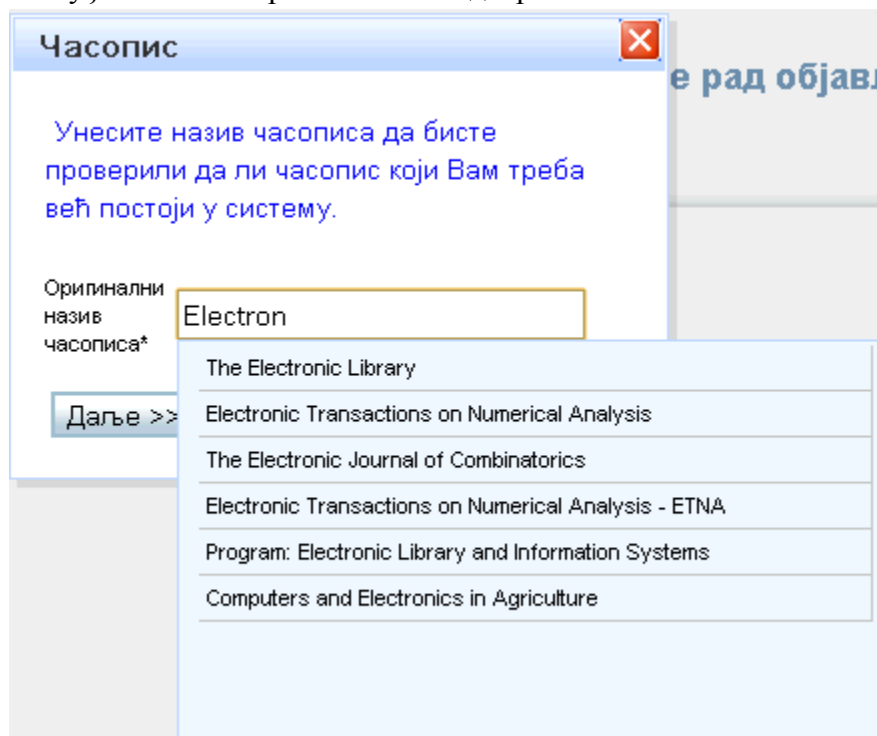 Часопис
е рад објав
Унесите назив часописа да бисте
проверили да ли часопис који Вам треба
већ постоји у систему.
Оригинални
назив
часописа*
Electron
The Electronic Library
Даље >>
Electronic Transactions on Numerical Analysis
The Electronic Journal of Combinatorics
Electronic Transactions on Numerical Analysis - ETNA
Program: Electronic Library and Information Systems
Computers and Electronics in Agriculture